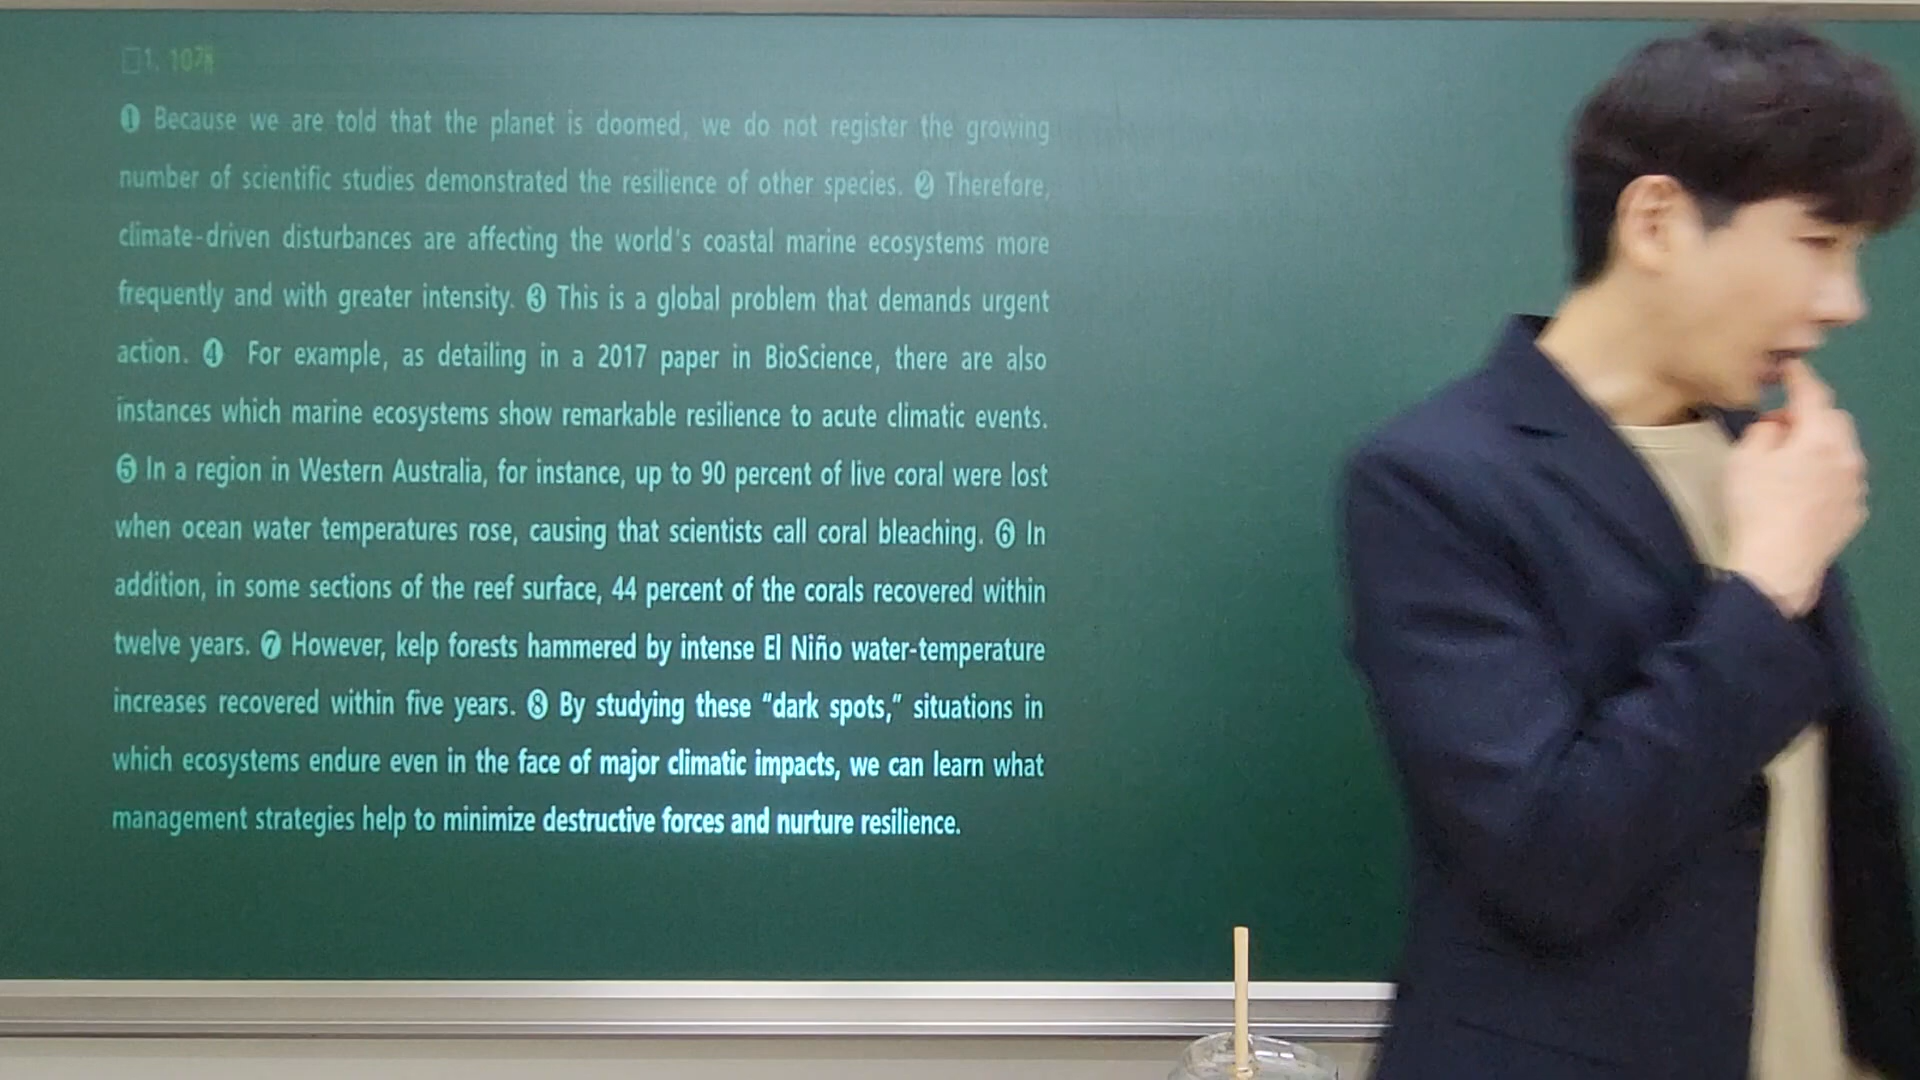 □1. 10개
❶ Because we are told that the planet is doomed, we do not register the growing
number of scientific studies demonstrated the resilience of other species. ❷ Therefore,
climate-driven disturbances are affecting the world's coastal marine ecosystems more
frequently and with greater intensity. ❸ This is a global problem that demands urgent
action. ❹ For example, as detailing in a 2017 paper in BioScience, there are also
instances which marine ecosystems show remarkable resilience to acute climatic events.
❺ In a region in Western Australia, for instance, up to 90 percent of live coral were lost
when ocean water temperatures rose, causing that scientists call coral bleaching. ❻ In
addition, in some sections of the reef surface, 44 percent of the corals recovered within
twelve years. ❼ However, kelp forests hammered by intense El Niño water-temperature
increases recovered within five years. ❽ By studying these “dark spots,” situations in
which ecosystems endure even in the face of major climatic impacts, we can learn what
management strategies help to minimize destructive forces and nurture resilience.